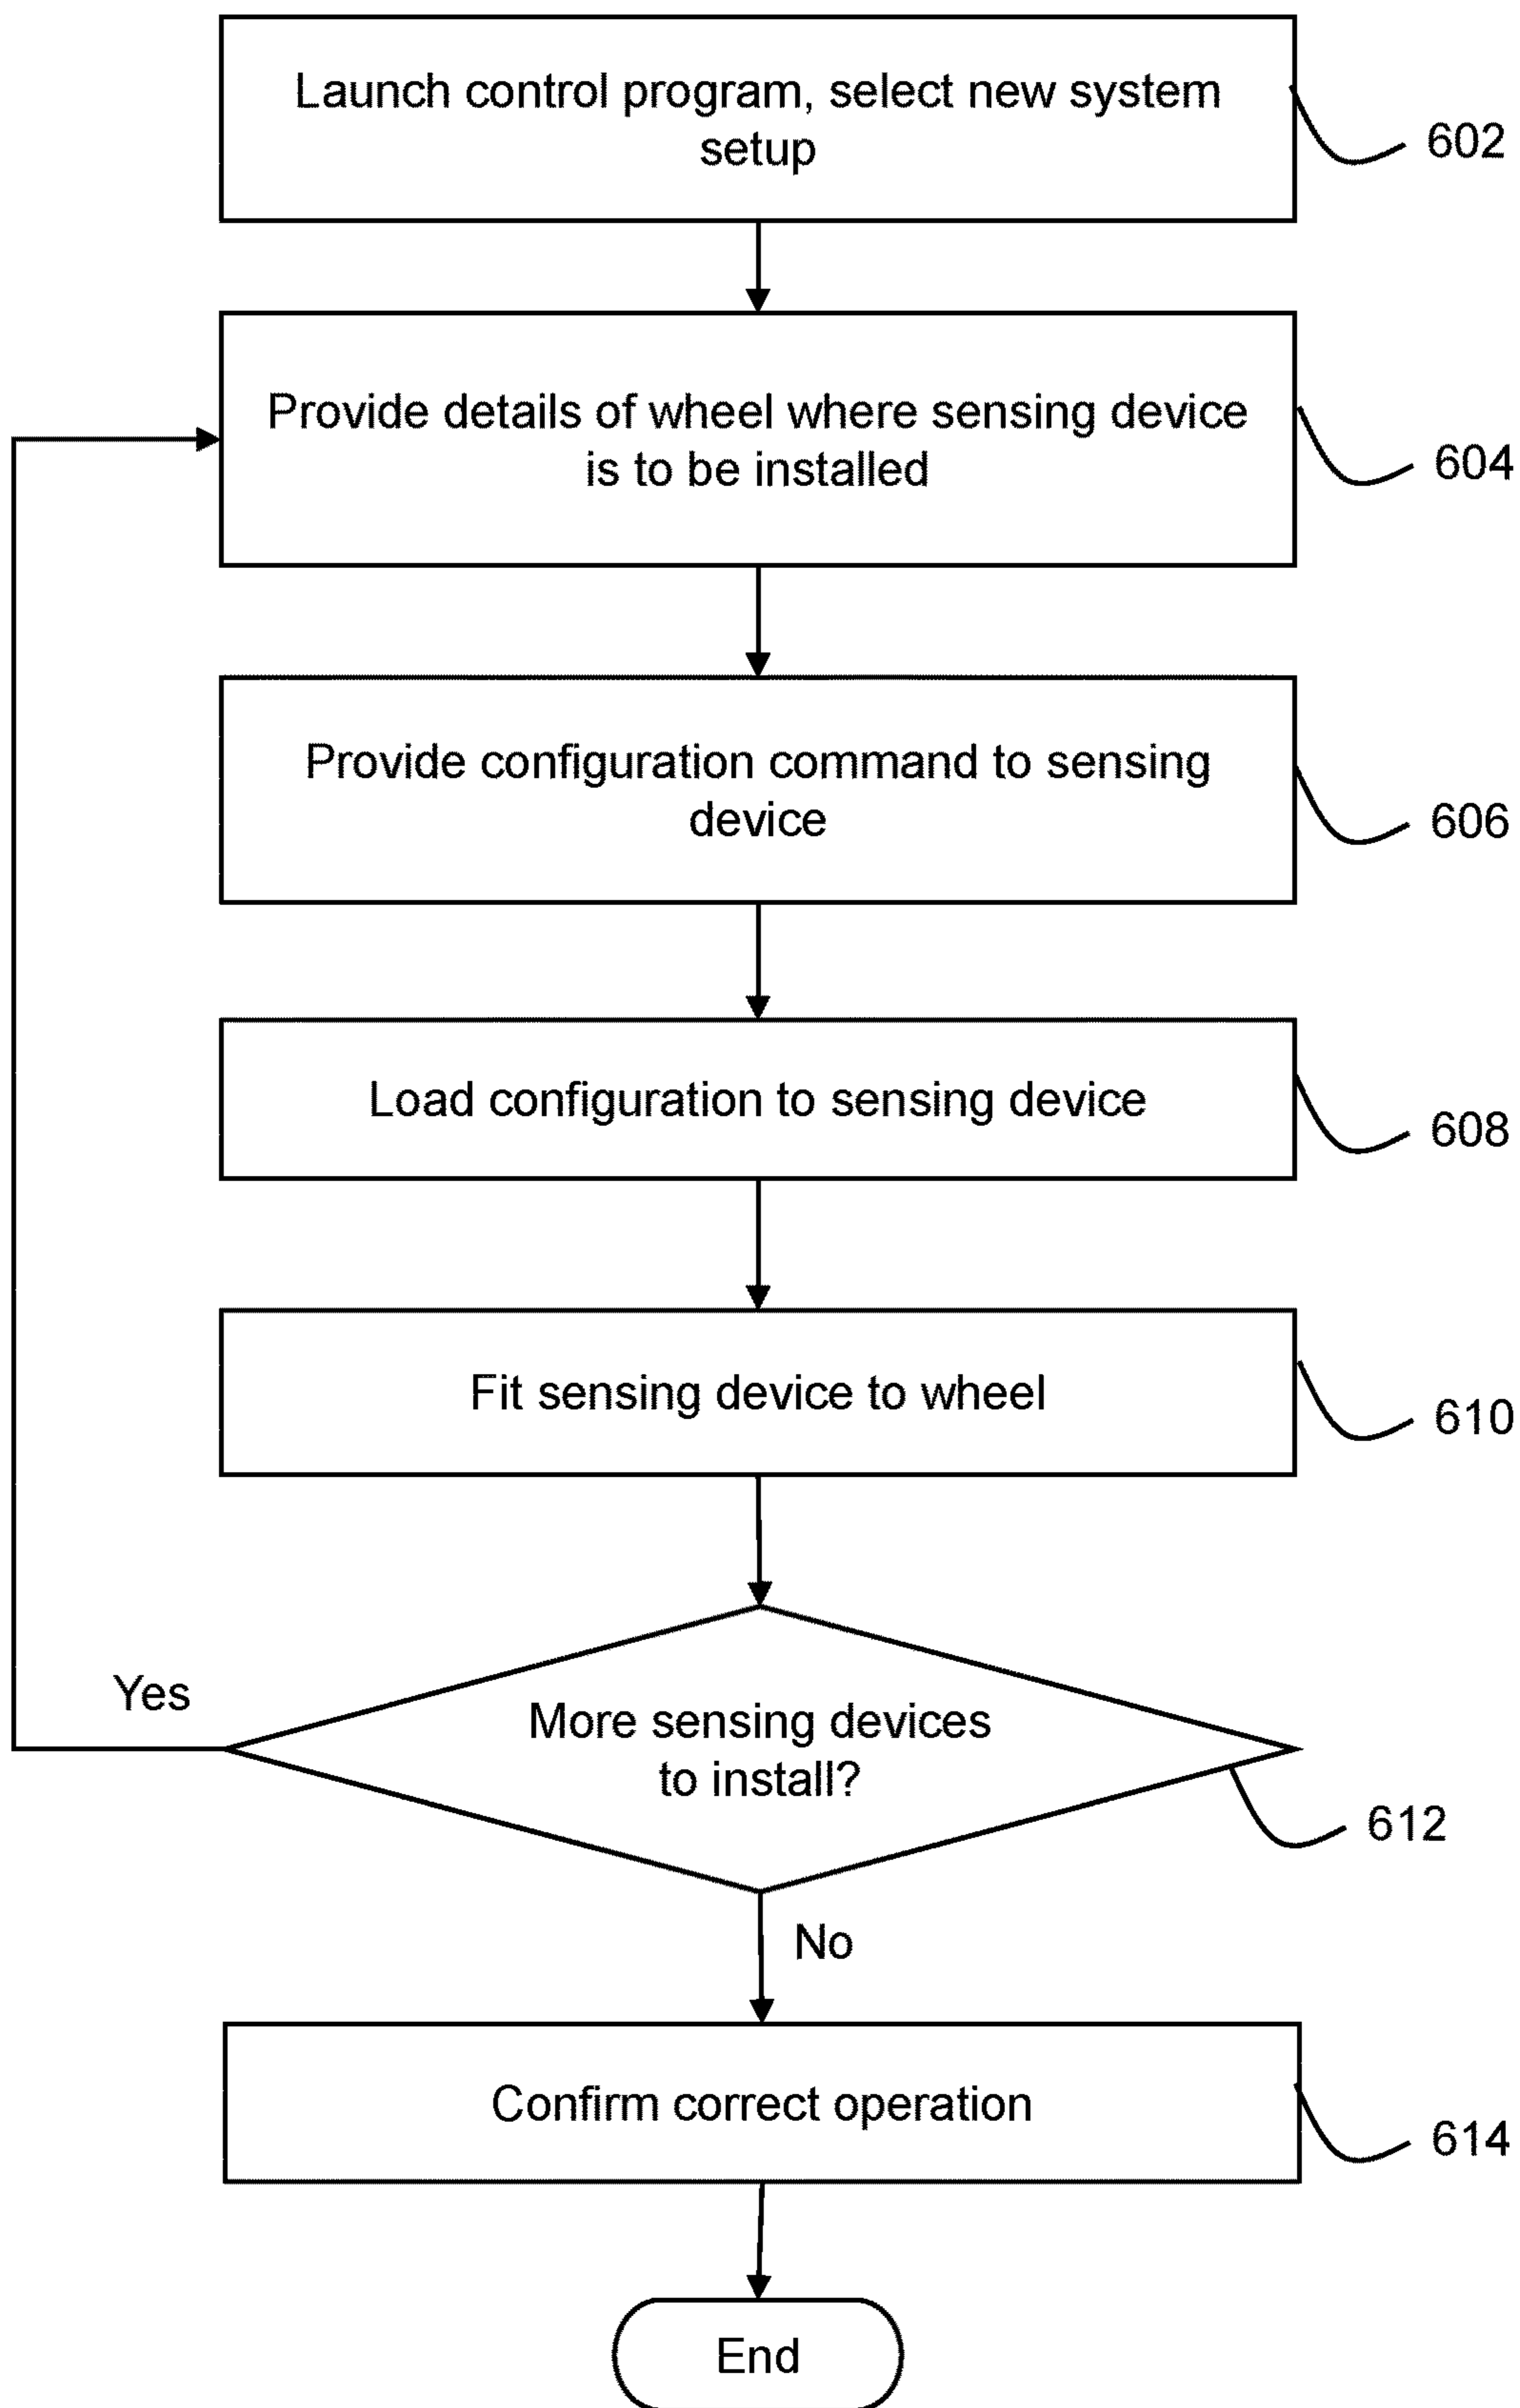 Launch control program, select new system
setup
602
Provide details of wheel where sensing device
is to be installed
604
Provide configuration command to sensing
device
606
Load configuration to sensing device
608
Fit sensing device to wheel
610
Yes
More sensing devices
to install?
612
No
Confirm correct operation
614
End